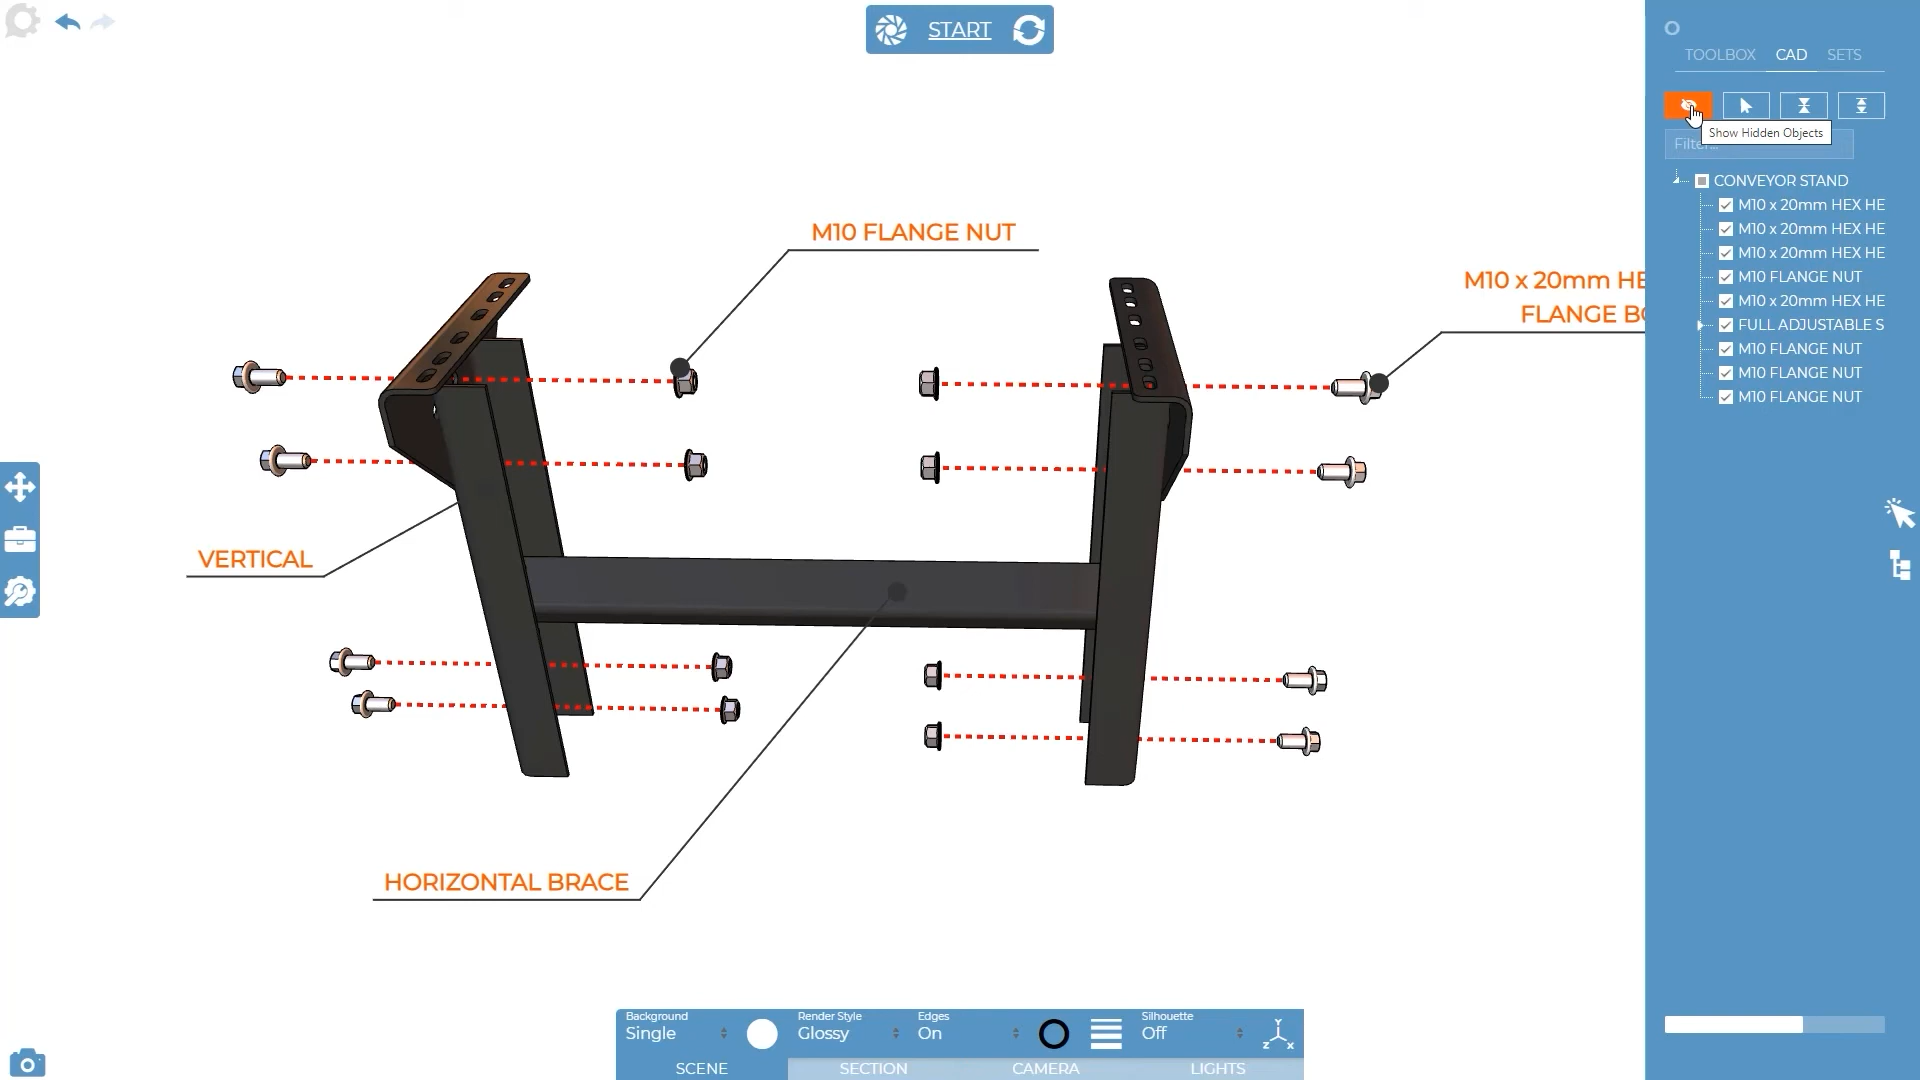 START
TOOLBOX CAD SETS
Show Hidden Objects
Filter...
CONVEYOR STAND
M10 x 20mm HEX HE
M10 x 20mm HEX HE
M10 x 20mm HEX HE
M10 FLANGE NUT
M10 x 20mm HEX HE
FULL ADJUSTABLE S
M10 FLANGE NUT
M10 FLANGE NUT
M10 FLANGE NUT
M10 FLANGE NUT
M10 x 20mm HE
FLANGE BO
VERTICAL
HORIZONTAL BRACE
Background Render Style Edges Silhouette
Single Glossy On Off
Y
Z X
SCENE SECTION CAMERA LIGHTS